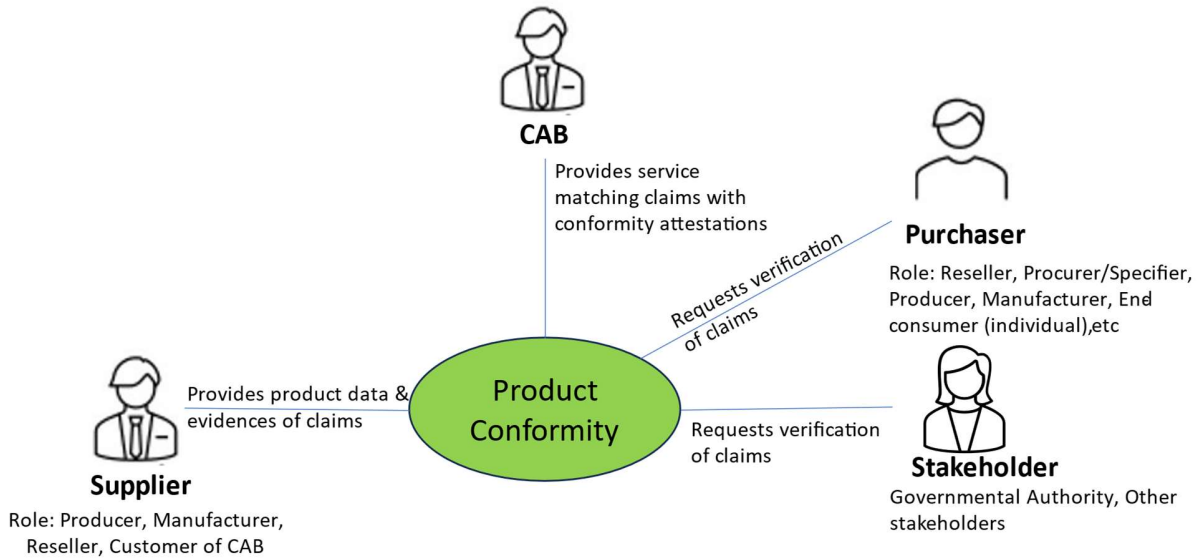 CAB
Provides service
matching claims with
conformity attestations
Purchaser
Role: Reseller, Procurer/Specifier,
Producer, Manufacturer, End
consumer (individual),etc
Requests verification
of claims
Product
Conformity
Provides product data &
evidences of claims
Supplier
Role: Producer, Manufacturer,
Reseller, Customer of CAB
Requests verification
of claims
Stakeholder
Governmental Authority, Other
stakeholders